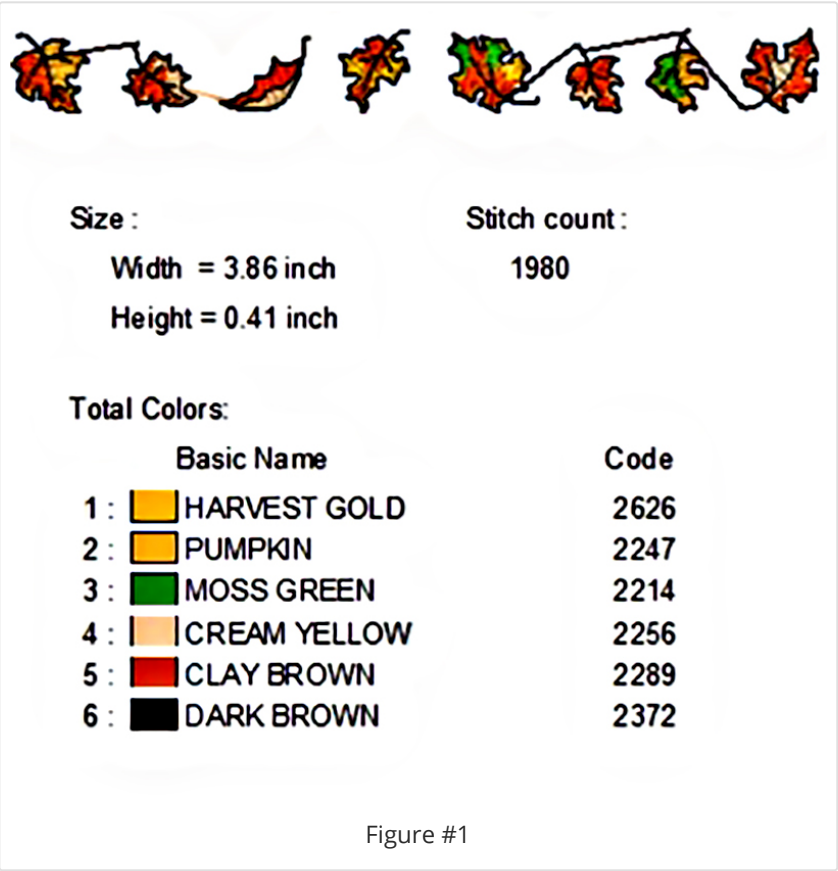 Size :
Stitch count :
Width = 3.86 inch
1980
Height = 0.41 inch
Total Colors:
Basic Name Code
1 : HARVEST GOLD 2626
2 : PUMPKIN 2247
3 : MOSS GREEN 2214
4 : CREAM YELLOW 2256
5 : CLAY BROWN 2289
6 : DARK BROWN 2372
Figure #1